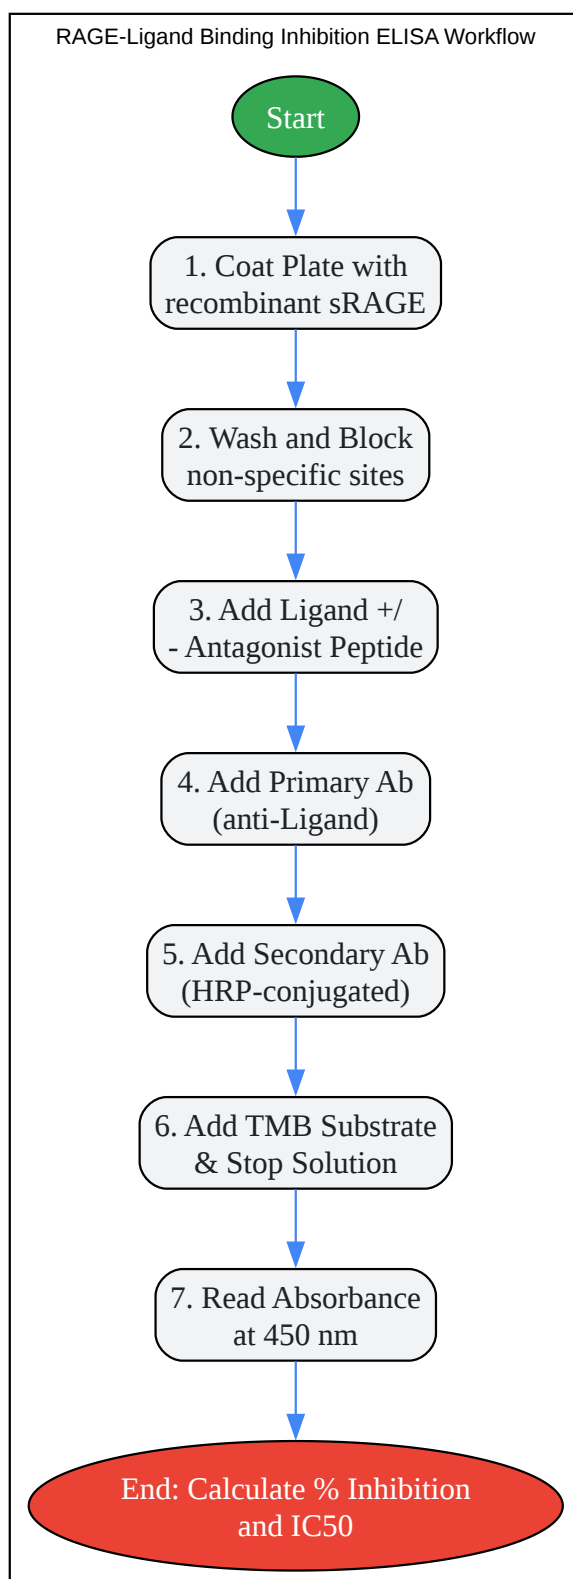 RAGE-Ligand Binding Inhibition ELISA Workflow
Start
1. Coat Plate with
recombinant sRAGE
2. Wash and Block
non-specific sites
3. Add Ligand +/
- Antagonist Peptide
4. Add Primary Ab
(anti-Ligand)
5. Add Secondary Ab
(HRP-conjugated)
6. Add TMB Substrate
& Stop Solution
7. Read Absorbance
at 450 nm
End: Calculate % Inhibition
and IC50